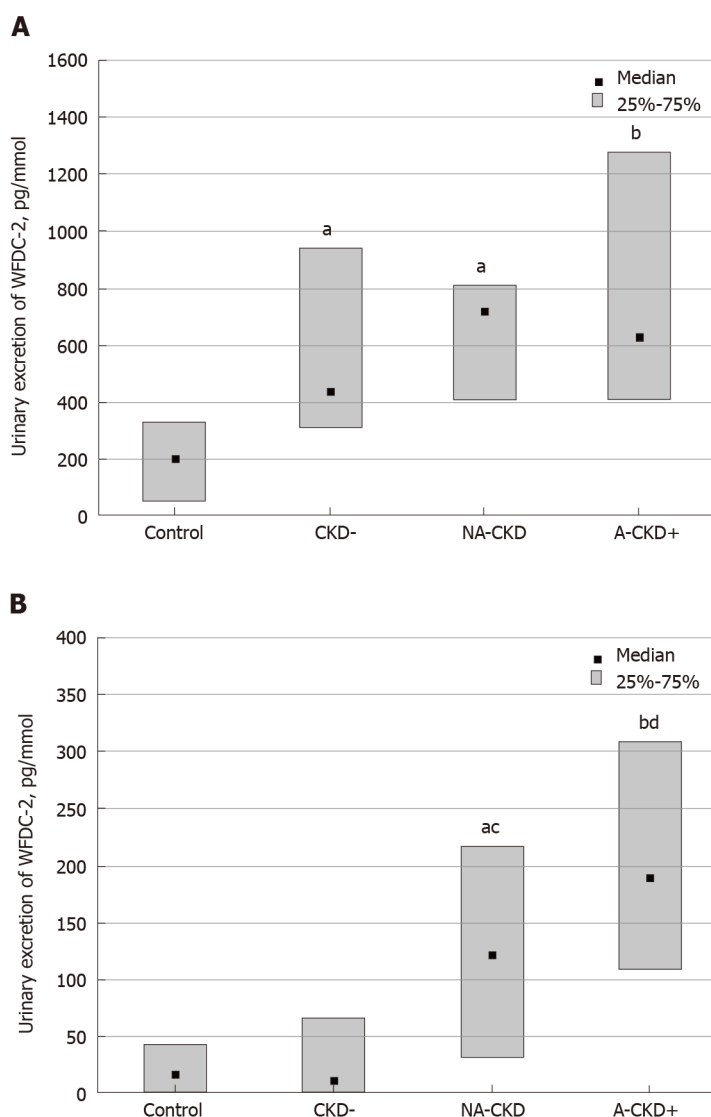 A
Urinary excretion of WFDC-2, pg/mmol
1600
1400
1200
1000
800
600
400
200
0
Median
25%-75%
a
a
b
Control
CKD-
NA-CKD
A-CKD+
B
Urinary excretion of WFDC-2, pg/mmol
400
350
300
250
200
150
100
50
0
Median
25%-75%
ac
bd
Control
CKD-
NA-CKD
A-CKD+